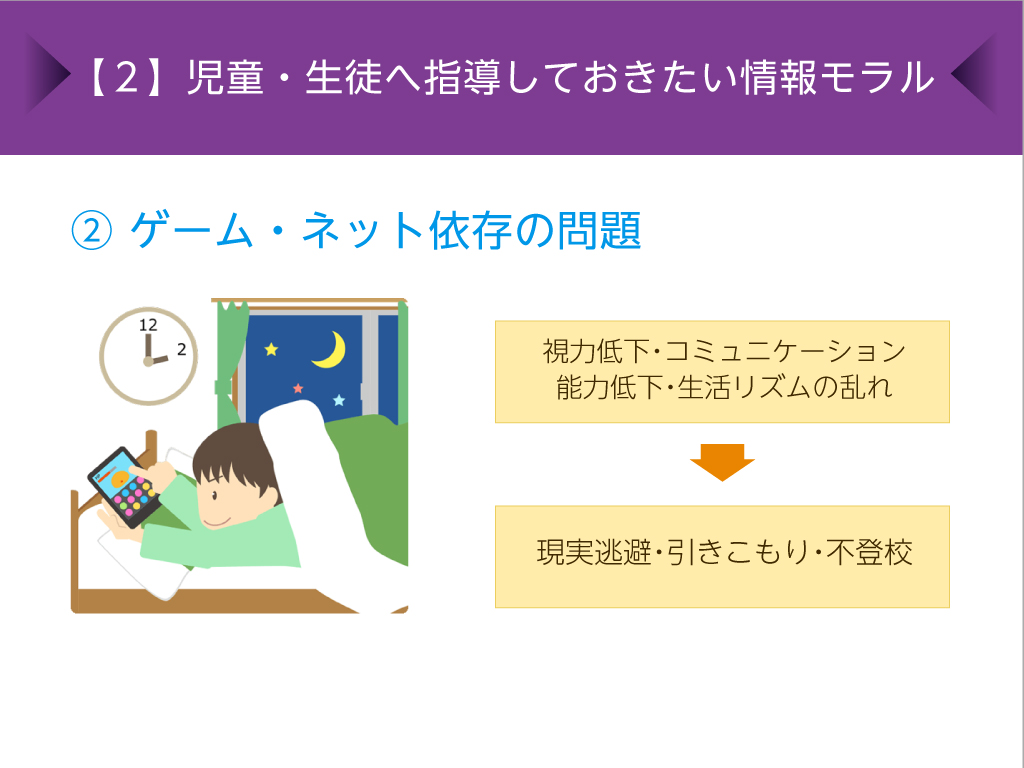 【２】児童・生徒へ指導しておきたい情報モラル
② ゲーム・ネット依存の問題
12
2
視力低下・コミュニケーション
能力低下・生活リズムの乱れ
現実逃避・引きこもり・不登校